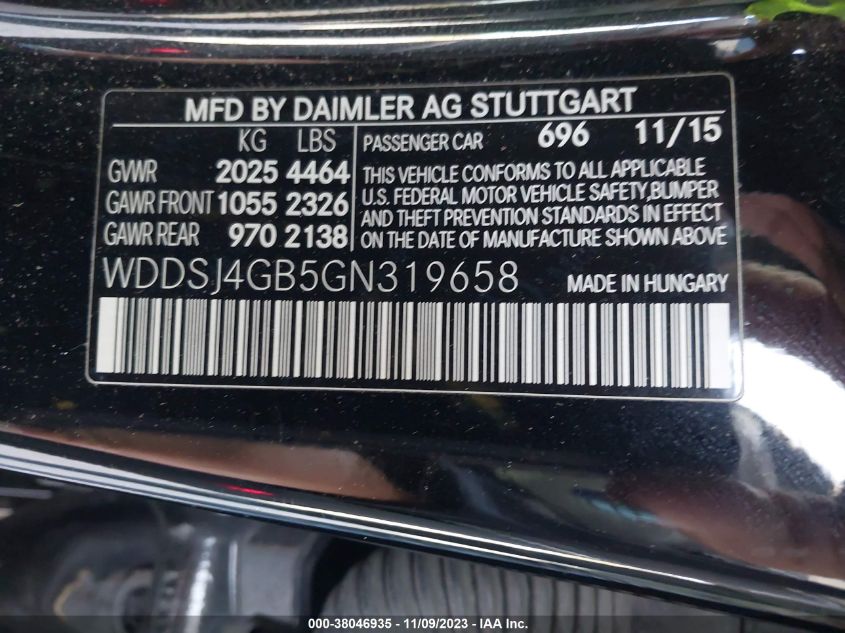 MFD BY DAIMLER AG STUTTGART
KG LBS
GVWR 2025 4464
GAWR FRONT 1055 2326
GAWR REAR 970 2138
PASSENGER CAR 696 11/15
THIS VEHICLE CONFORMS TO ALL APPLICABLE
U.S. FEDERAL MOTOR VEHICLE SAFETY,BUMPER
AND THEFT PREVENTION STANDARDS IN EFFECT
ON THE DATE OF MANUFACTURE SHOWN ABOVE
WDDSJ4GB5GN319658 MADE IN HUNGARY
000-38046935 - 11/09/2023 - IAAI Inc.